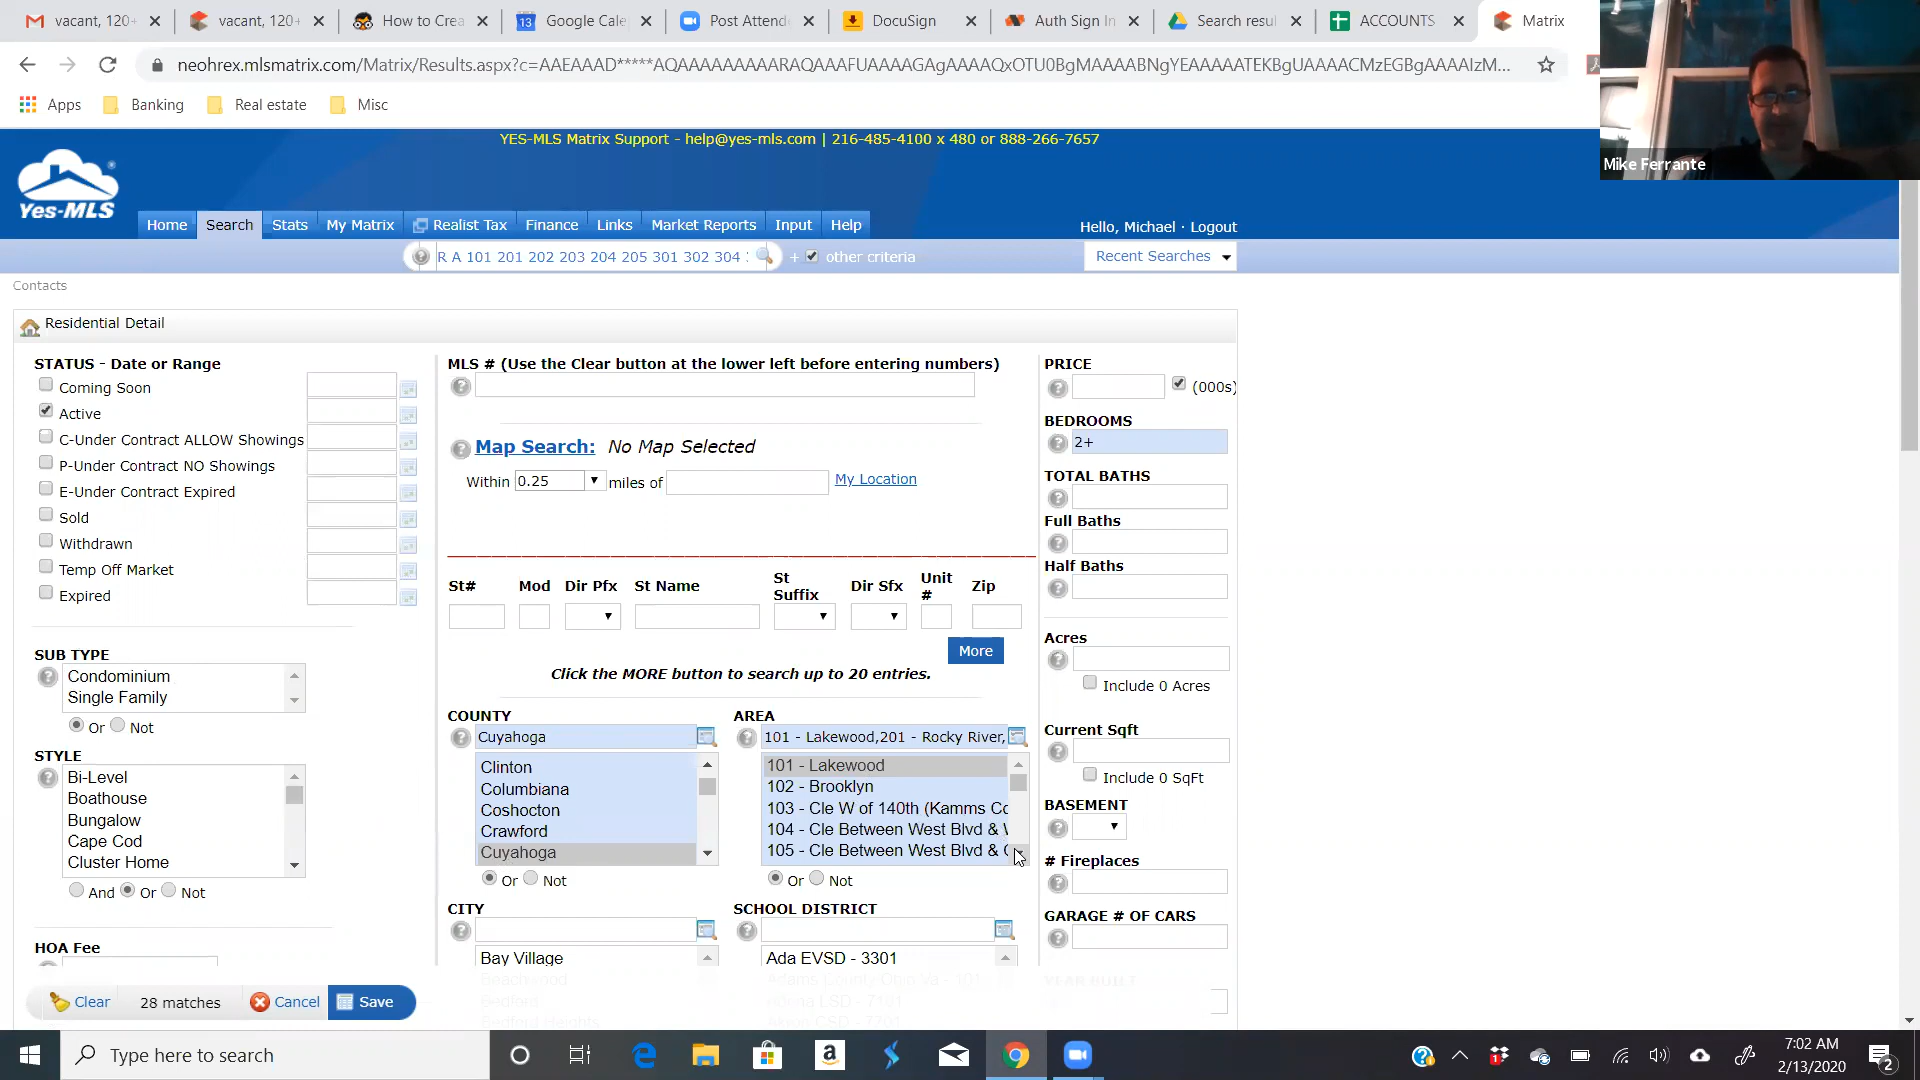 vacant, 120+
vacant, 120+
How to Crea
Google Cale
Post Attend
DocuSign
Auth Sign In
Search resul
ACCOUNTS
Matrix
neohrex.mlsmatrix.com/Matrix/Results.aspx?c=AAEAAAD*****AQAAAAAAAAARAQAAAFUAAAAGAgAAAAQxOTU0BgMAAAABNgYEAAAAATEKBgUAAAACMzEGBgAAAAIzM...
Apps
Banking
Real estate
Misc
Mike Ferrante
YES-MLS Matrix Support - help@yes-mls.com | 216-485-4100 x 480 or 888-266-7657
Yes-MLS
Home
Search
Stats
My Matrix
Realist Tax
Finance
Links
Market Reports
Input
Help
Hello, Michael · Logout
R A 101 201 202 203 204 205 301 302 304
+ other criteria
Recent Searches
Contacts
Residential Detail
STATUS - Date or Range
Coming Soon
Active
C-Under Contract ALLOW Showings
P-Under Contract NO Showings
E-Under Contract Expired
Sold
Withdrawn
Temp Off Market
Expired
SUB TYPE
Condominium
Single Family
Or Not
STYLE
Bi-Level
Boathouse
Bungalow
Cape Cod
Cluster Home
And Or Not
HOA Fee
MLS # (Use the Clear button at the lower left before entering numbers)
Map Search: No Map Selected
Within 0.25 miles of My Location
St# Mod Dir Pfx St Name St Suffix Dir Sfx Unit # Zip
More
Click the MORE button to search up to 20 entries.
COUNTY
Cuyahoga
Clinton
Columbiana
Coshocton
Crawford
Cuyahoga
Or Not
AREA
101 - Lakewood,201 - Rocky River,
101 - Lakewood
102 - Brooklyn
103 - Cle W of 140th (Kamms Co
104 - Cle Between West Blvd &
105 - Cle Between West Blvd &
Or Not
CITY
Bay Village
Beachwood
Bedford
Bedford Heights
SCHOOL DISTRICT
Ada EVSD - 3301
Adams County Ohio Va - 101
PRICE
(000s)
BEDROOMS
2+
TOTAL BATHS
Full Baths
Half Baths
Acres
Include 0 Acres
Current Sqft
Include 0 SqFt
BASEMENT
# Fireplaces
GARAGE # OF CARS
YEAR BUILT
Clear
28 matches
Cancel
Save
Type here to search
7:02 AM
2/13/2020
2